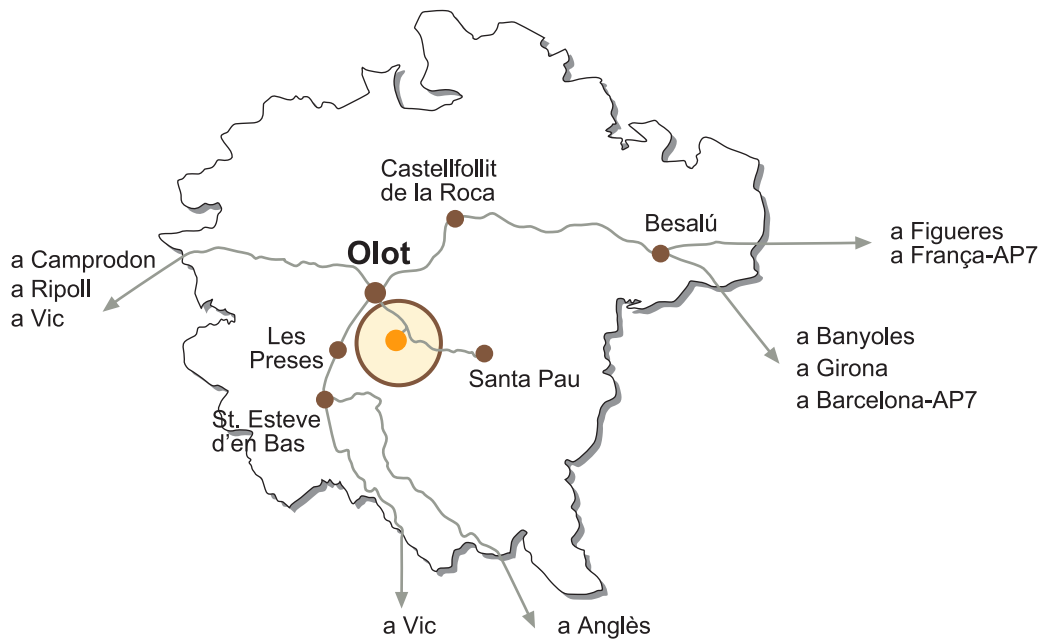 Castellfollit
de la Roca
Besalú
a Figueres
a França-AP7
Olot
a Camprodon
a Ripoll
a Vic
Les
Preses
Santa Pau
a Banyoles
a Girona
a Barcelona-AP7
St. Esteve
d'en Bas
a Vic
a Anglès